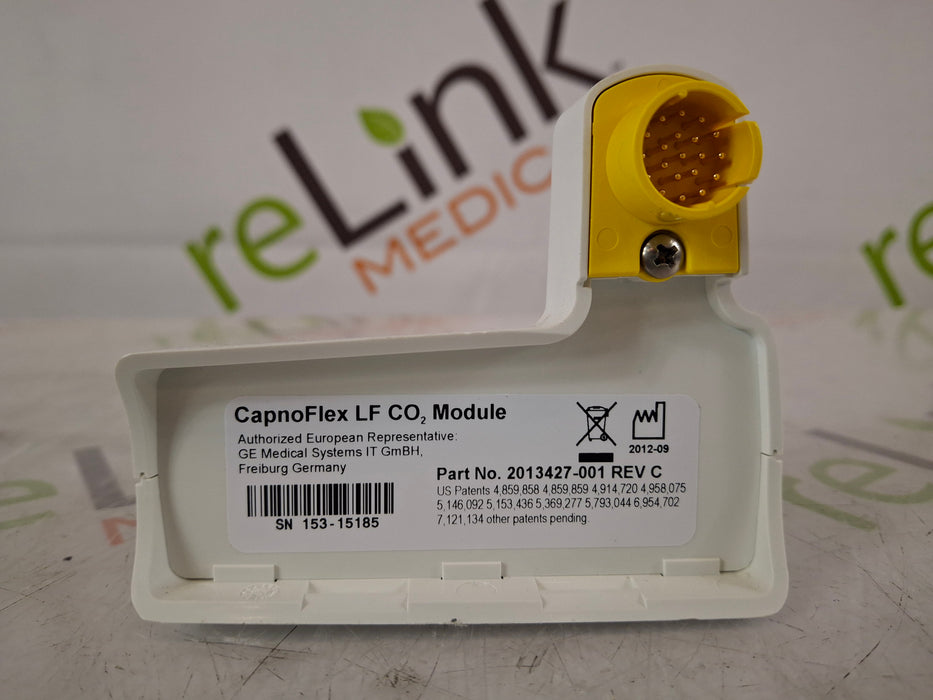 reLink
MEDIC
re
CapnoFlex LF CO₂ Module
Authorized European Representative:
GE Medical Systems IT GmBH,
Freiburg Germany
2012-09
Part No. 2013427-001 REV C
US Patents 4,859,858 4,859,859 4,914,720 4,958,075
5,146,092 5,153,436 5,369,277 5,793,044 6,954,702
7,121,134 other patents pending.
SN 153-15185